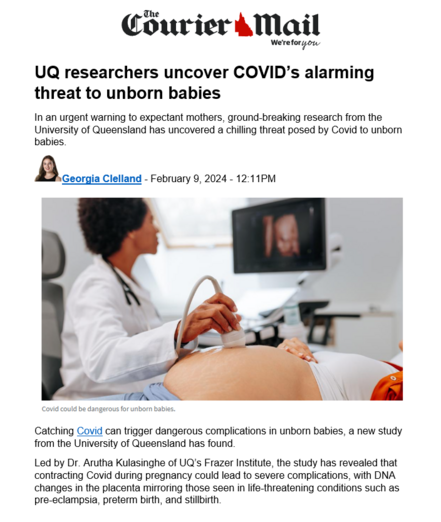 The
Courier Mail
We're for you
UQ researchers uncover COVID's alarming
threat to unborn babies
In an urgent warning to expectant mothers, ground-breaking research from the
University of Queensland has uncovered a chilling threat posed by Covid to unborn
babies.
Georgia Clelland - February 9, 2024 - 12:11PM
Covid could be dangerous for unborn babies.
Catching Covid can trigger dangerous complications in unborn babies, a new study
from the University of Queensland has found.
Led by Dr. Arutha Kulasinghe of UQ's Frazer Institute, the study has revealed that
contracting Covid during pregnancy could lead to severe complications, with DNA
changes in the placenta mirroring those seen in life-threatening conditions such as
pre-eclampsia, preterm birth, and stillbirth.